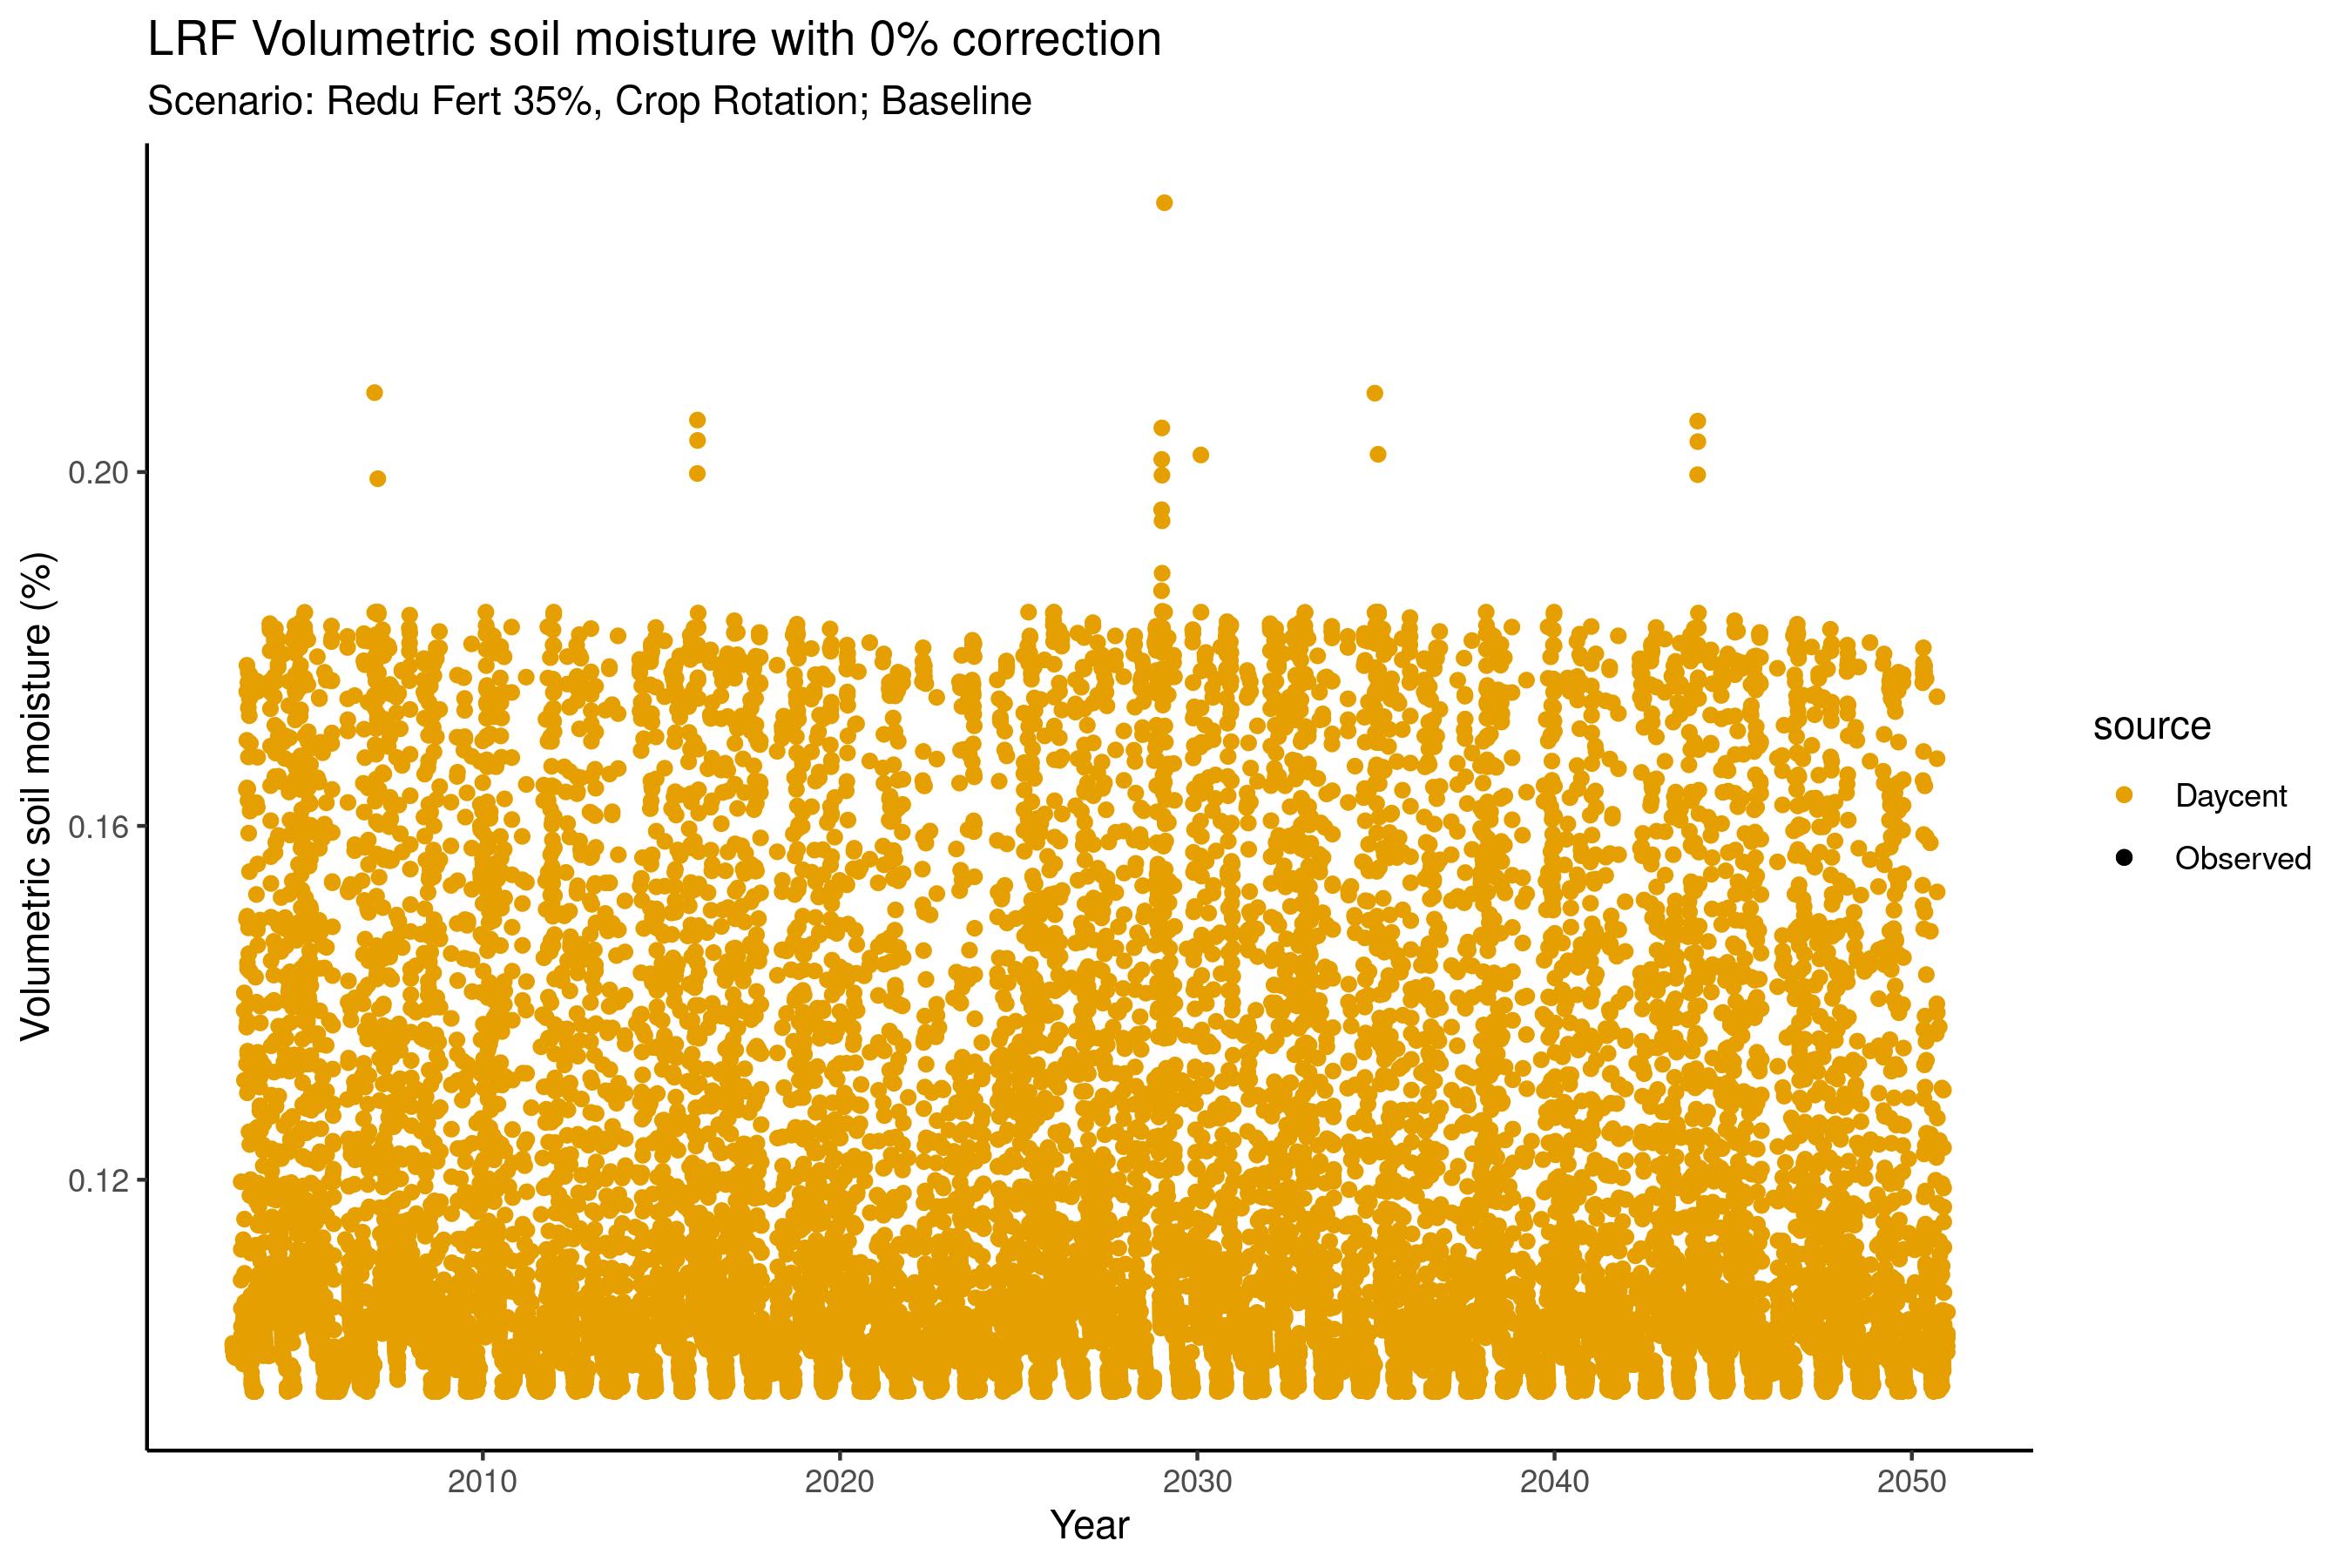 LRF Volumetric soil moisture with 0% correction
Scenario: Redu Fert 35%, Crop Rotation; Baseline
Volumetric soil moisture (%)
0.20
0.16
0.12
2010
2020
2030
2040
2050
Year
source
Daycent
Observed